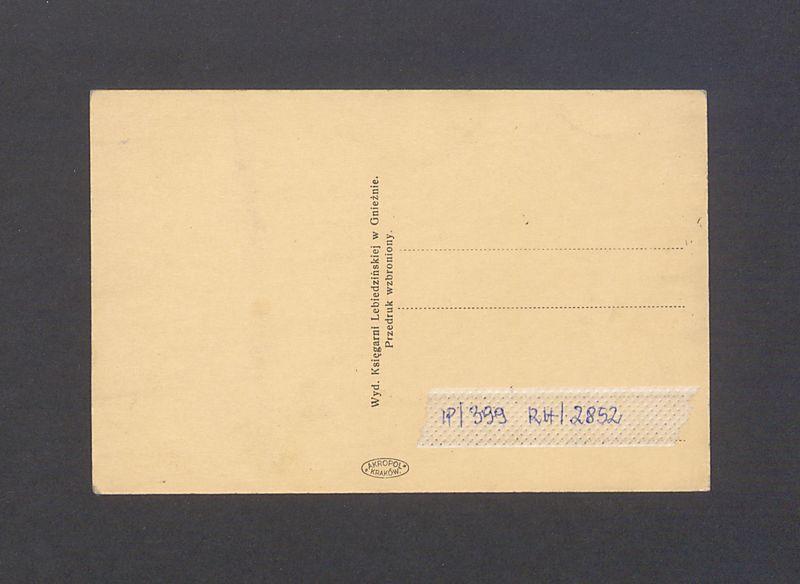 Wyd. Księgarni Lebiedzińskiej w Gnieźnie.
Przedruk wzbroniony.
IP/399 RH/2852
AKROPOL
KRAKÓW